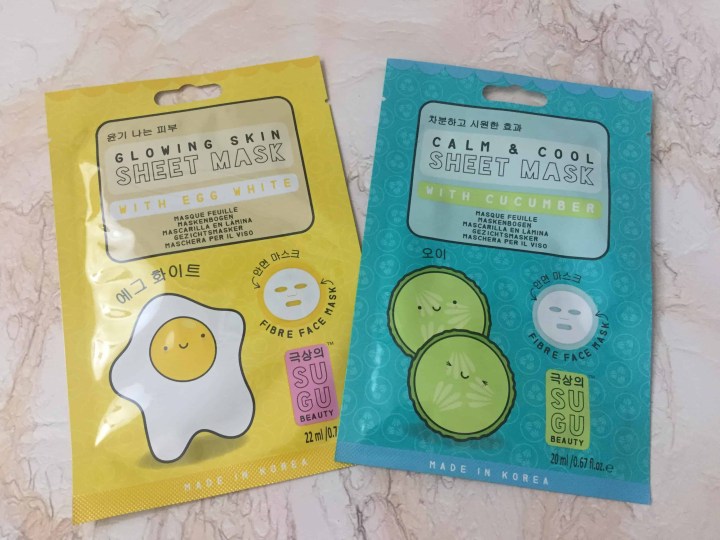 윤기 나는 피부
GLOWING SKIN
SHEET MASK
WITH EGG WHITE
MASQUE FEUILLE
MASKENBOGEN
MASCARILLA EN LÁMINA
GEZICHTSMASKER
MASCHERA PER IL VISO
에그 화이트
안면 마스크
FIBRE FACE MASK
극상의
SU
GU
BEAUTY
TM
22 ml /0.7
MADE IN KOREA
차분하고 시원한 효과
CALM & COOL
SHEET MASK
WITH CUCUMBER
MASQUE FEUILLE
MASKENBOGEN
MASCARILLA EN LÁMINA
GEZICHTSMASKER
MASCHERA PER IL VISO
오이
안면 마스크
FIBRE FACE MASK
극상의
SU
GU
BEAUTY
20 ml /0.67 fl.oz. ℮
MADE IN KOREA